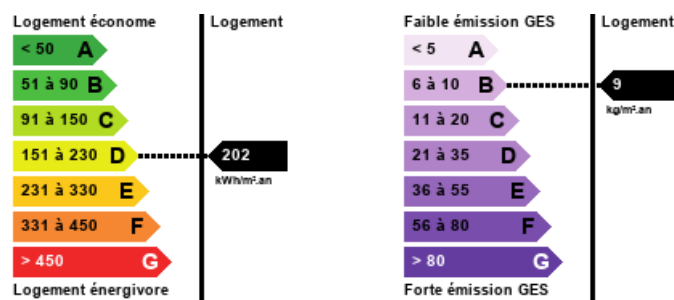 Logement économe
Logement
< 50 A
51 à 90 B
91 à 150 C
151 à 230 D
202
kWh/m².an
231 à 330 E
331 à 450 F
> 450 G
Logement énergivore
Faible émission GES
Logement
< 5 A
6 à 10 B
9
kg/m².an
11 à 20 C
21 à 35 D
36 à 55 E
56 à 80 F
> 80 G
Forte émission GES